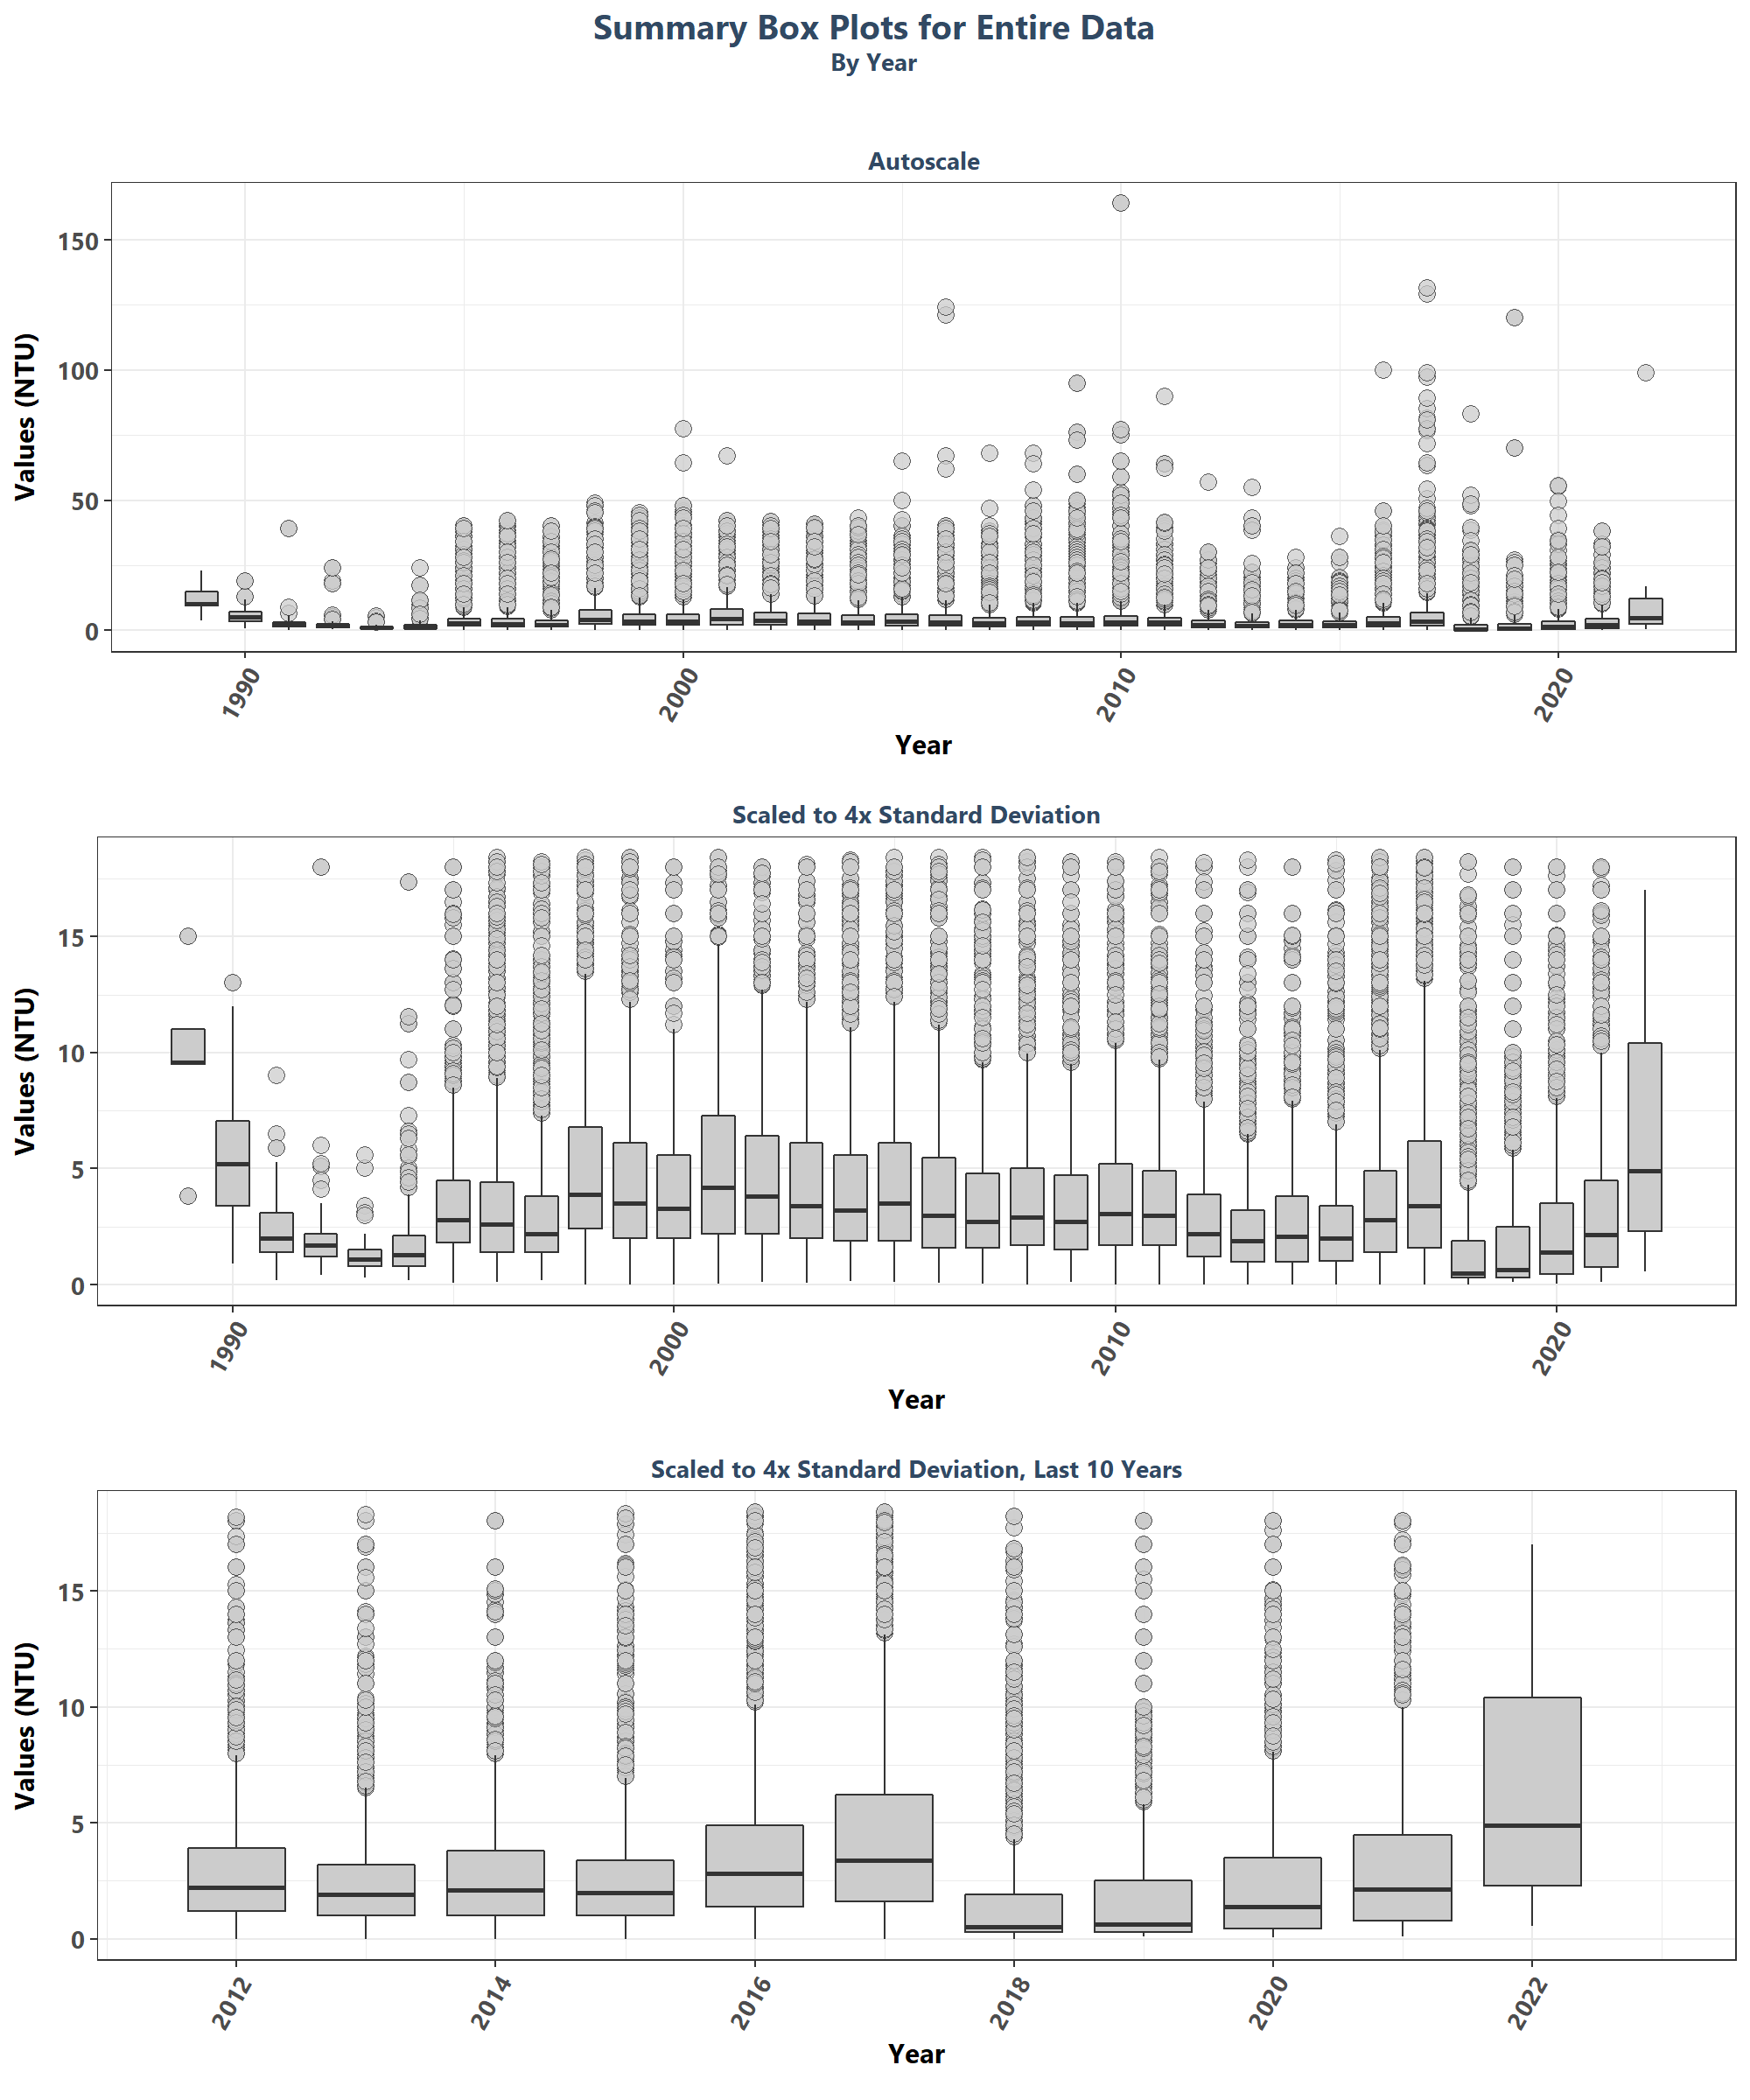 Summary Box Plots for Entire Data
By Year
Autoscale
Values (NTU)
150
100
50
0
1990
2000
2010
2020
Year
Scaled to 4x Standard Deviation
Values (NTU)
15
10
5
0
1990
2000
2010
2020
Year
Scaled to 4x Standard Deviation, Last 10 Years
Values (NTU)
15
10
5
0
2012
2014
2016
2018
2020
2022
Year